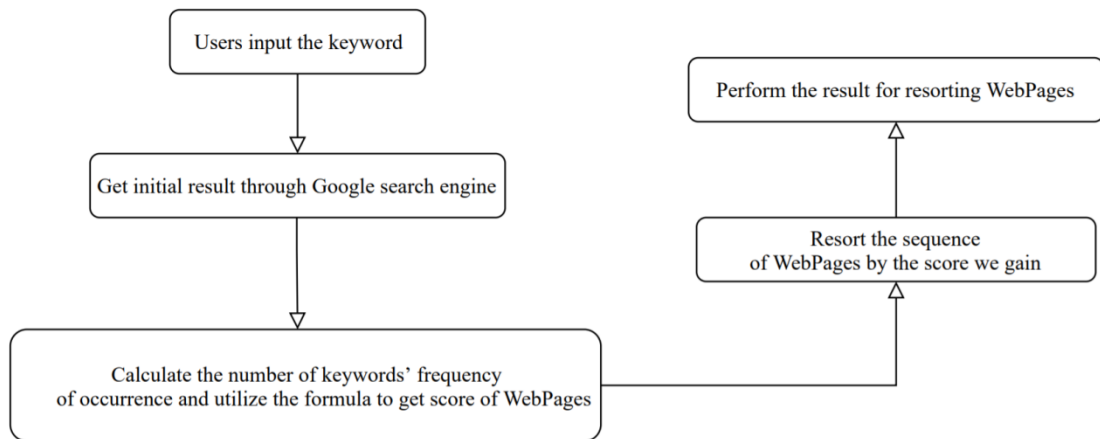 Users input the keyword
Get initial result through Google search engine
Calculate the number of keywords’ frequency
of occurrence and utilize the formula to get score of WebPages
Resort the sequence
of WebPages by the score we gain
Perform the result for resorting WebPages